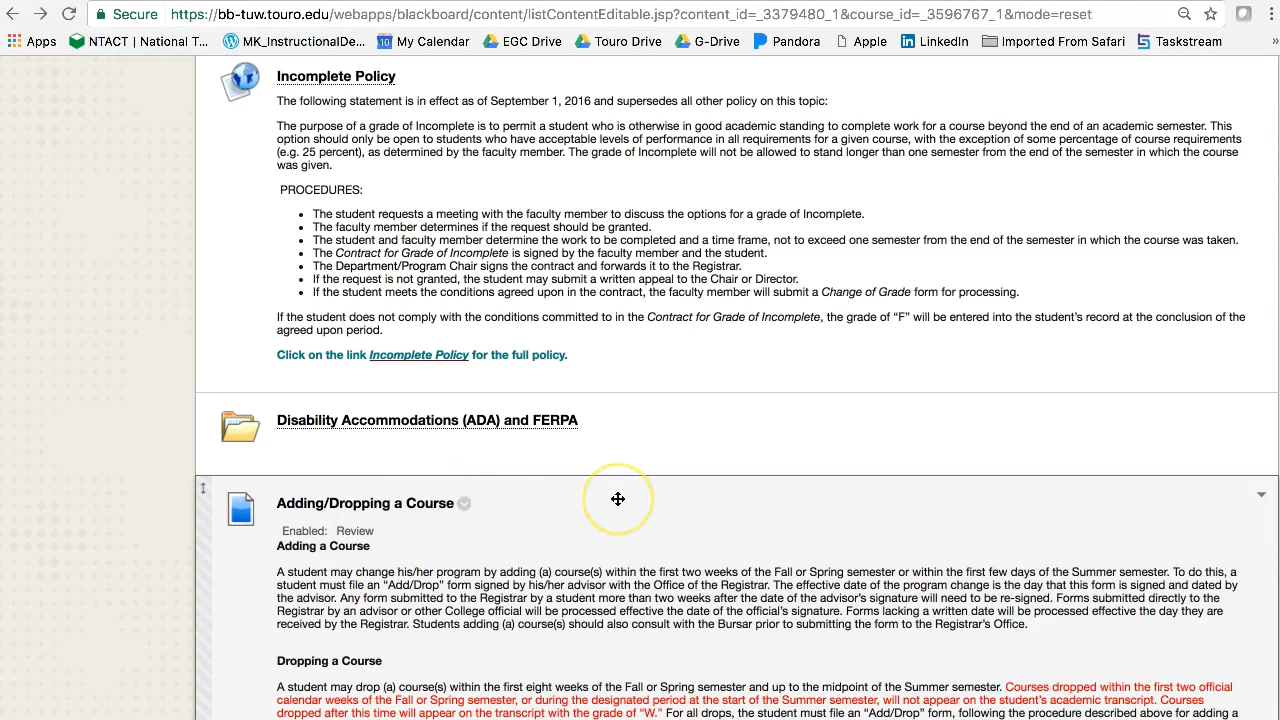 Secure https://bb-tuw.touro.edu/webapps/blackboard/content/listContentEditable.jsp?content_id=_3379480_1&course_id=_3596767_1&mode=reset
Apps NTACT | National T... MK_InstructionalDe... 10 My Calendar EGC Drive Touro Drive G-Drive Pandora Apple LinkedIn Imported From Safari Taskstream »
Incomplete Policy
The following statement is in effect as of September 1, 2016 and supersedes all other policy on this topic:
The purpose of a grade of Incomplete is to permit a student who is otherwise in good academic standing to complete work for a course beyond the end of an academic semester. This
option should only be open to students who have acceptable levels of performance in all requirements for a given course, with the exception of some percentage of course requirements
(e.g. 25 percent), as determined by the faculty member. The grade of Incomplete will not be allowed to stand longer than one semester from the end of the semester in which the course
was given.
PROCEDURES:
• The student requests a meeting with the faculty member to discuss the options for a grade of Incomplete.
• The faculty member determines if the request should be granted.
• The student and faculty member determine the work to be completed and a time frame, not to exceed one semester from the end of the semester in which the course was taken.
• The Contract for Grade of Incomplete is signed by the faculty member and the student.
• The Department/Program Chair signs the contract and forwards it to the Registrar.
• If the request is not granted, the student may submit a written appeal to the Chair or Director.
• If the student meets the conditions agreed upon in the contract, the faculty member will submit a Change of Grade form for processing.
If the student does not comply with the conditions committed to in the Contract for Grade of Incomplete, the grade of “F” will be entered into the student’s record at the conclusion of the
agreed upon period.
Click on the link Incomplete Policy for the full policy.
Disability Accommodations (ADA) and FERPA
Adding/Dropping a Course
Enabled: Review
Adding a Course
A student may change his/her program by adding (a) course(s) within the first two weeks of the Fall or Spring semester or within the first few days of the Summer semester. To do this, a
student must file an “Add/Drop” form signed by his/her advisor with the Office of the Registrar. The effective date of the program change is the day that this form is signed and dated by
the advisor. Any form submitted to the Registrar by a student more than two weeks after the date of the advisor’s signature will need to be re-signed. Forms submitted directly to the
Registrar by an advisor or other College official will be processed effective the date of the official’s signature. Forms lacking a written date will be processed effective the day they are
received by the Registrar. Students adding (a) course(s) should also consult with the Bursar prior to submitting the form to the Registrar’s Office.
Dropping a Course
A student may drop (a) course(s) within the first eight weeks of the Fall or Spring semester and up to the midpoint of the Summer semester. Courses dropped within the first two official
calendar weeks of the Fall or Spring semester, or during the designated period at the start of the Summer semester, will not appear on the student’s academic transcript. Courses
dropped after this time will appear on the transcript with the grade of “W.” For all drops, the student must file an “Add/Drop” form, following the procedure described above for adding a